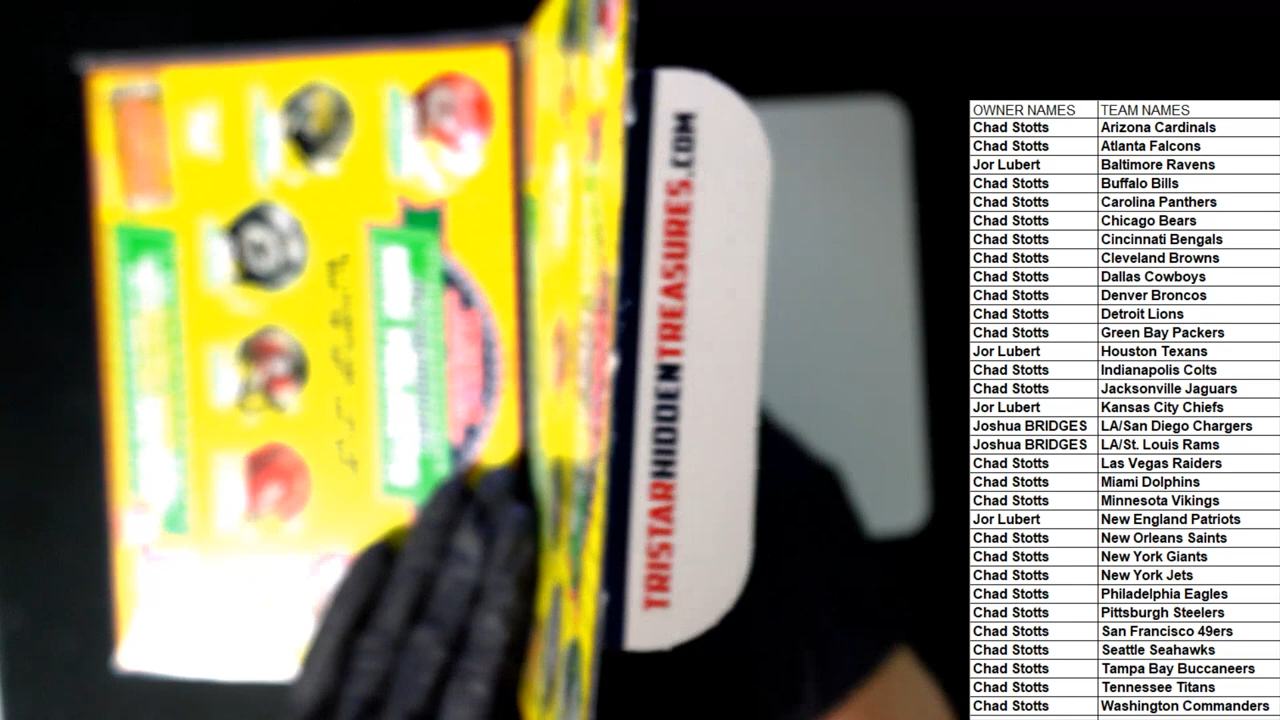 TRISTARHIDDENTREASURES.COM
OWNER NAMES TEAM NAMES
Chad Stotts Arizona Cardinals
Chad Stotts Atlanta Falcons
Jor Lubert Baltimore Ravens
Chad Stotts Buffalo Bills
Chad Stotts Carolina Panthers
Chad Stotts Chicago Bears
Chad Stotts Cincinnati Bengals
Chad Stotts Cleveland Browns
Chad Stotts Dallas Cowboys
Chad Stotts Denver Broncos
Chad Stotts Detroit Lions
Chad Stotts Green Bay Packers
Jor Lubert Houston Texans
Chad Stotts Indianapolis Colts
Chad Stotts Jacksonville Jaguars
Jor Lubert Kansas City Chiefs
Joshua BRIDGES LA/San Diego Chargers
Joshua BRIDGES LA/St. Louis Rams
Chad Stotts Las Vegas Raiders
Chad Stotts Miami Dolphins
Chad Stotts Minnesota Vikings
Jor Lubert New England Patriots
Chad Stotts New Orleans Saints
Chad Stotts New York Giants
Chad Stotts New York Jets
Chad Stotts Philadelphia Eagles
Chad Stotts Pittsburgh Steelers
Chad Stotts San Francisco 49ers
Chad Stotts Seattle Seahawks
Chad Stotts Tampa Bay Buccaneers
Chad Stotts Tennessee Titans
Chad Stotts Washington Commanders